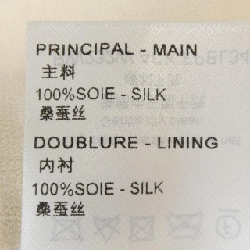 PRINCIPAL - MAIN
主料
100%SOIE - SILK
桑蚕丝
DOUBLURE - LINING
内衬
100%SOIE - SILK
桑蚕丝